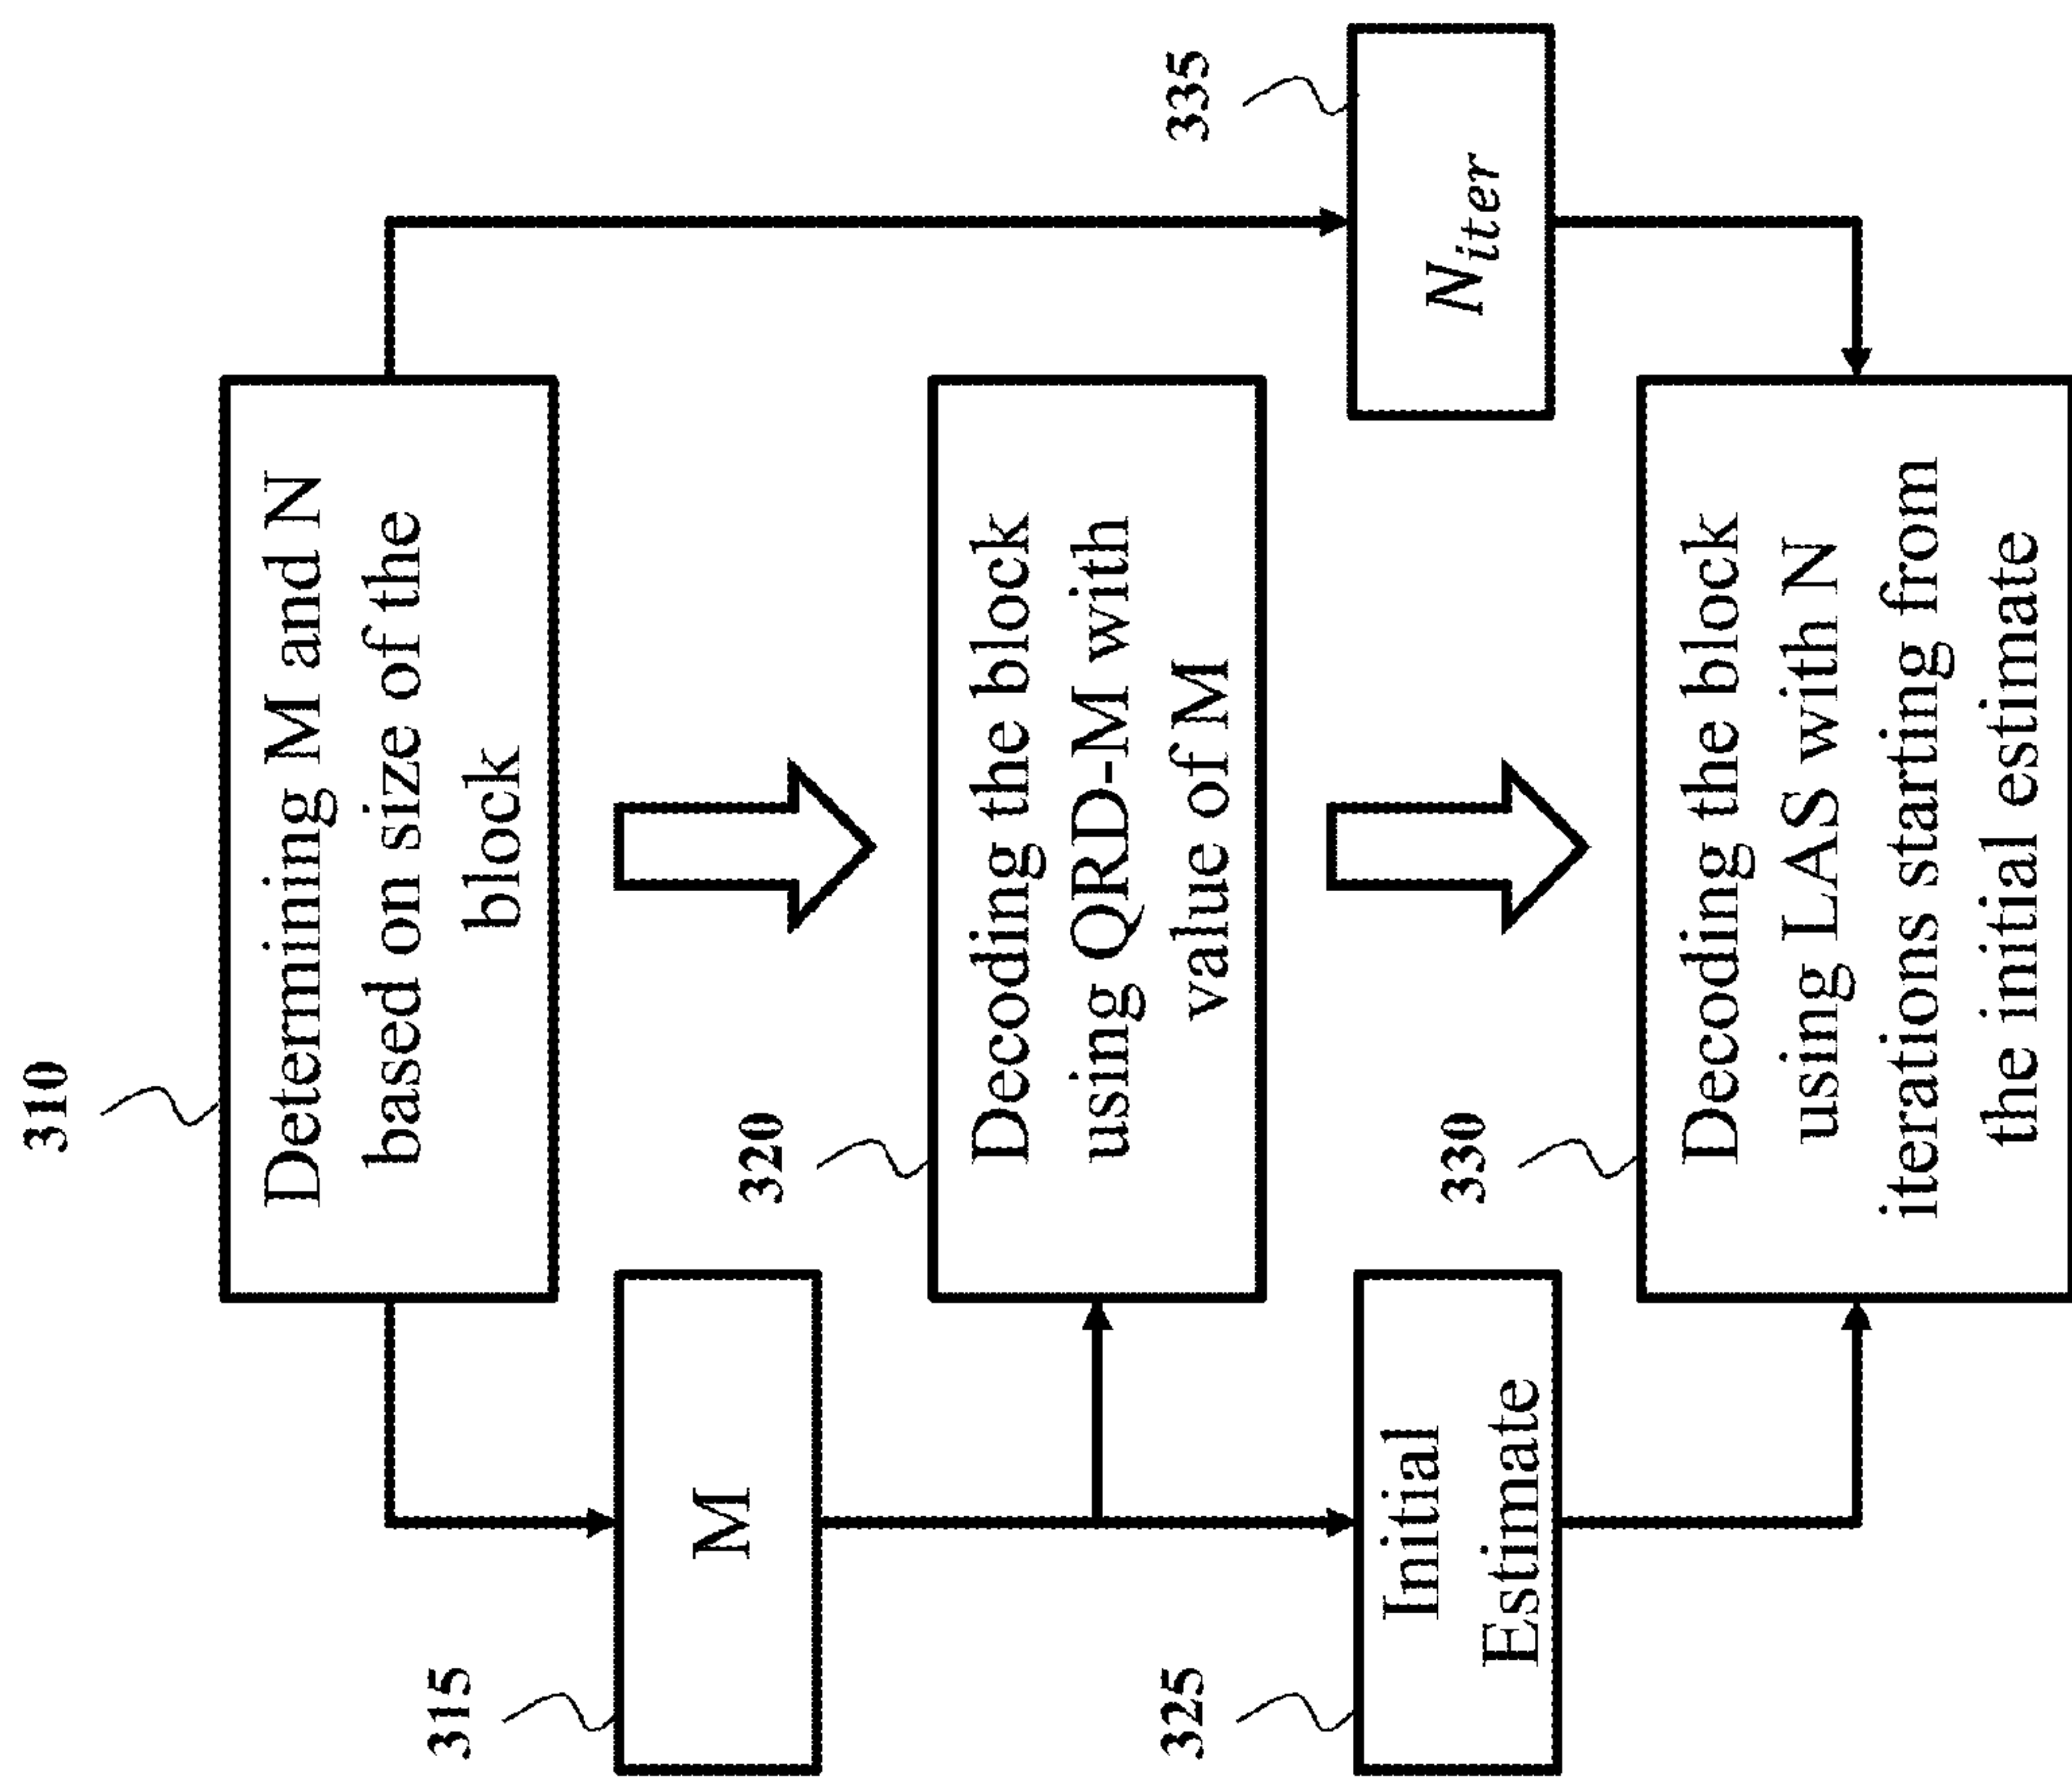 310
Determining M and N
based on size of the
block
315
M
320
Decoding the block
using QRD-M with
value of M
325
Initial
Estimate
335
N_iter
330
Decoding the block
using LAS with N
iterations starting from
the initial estimate